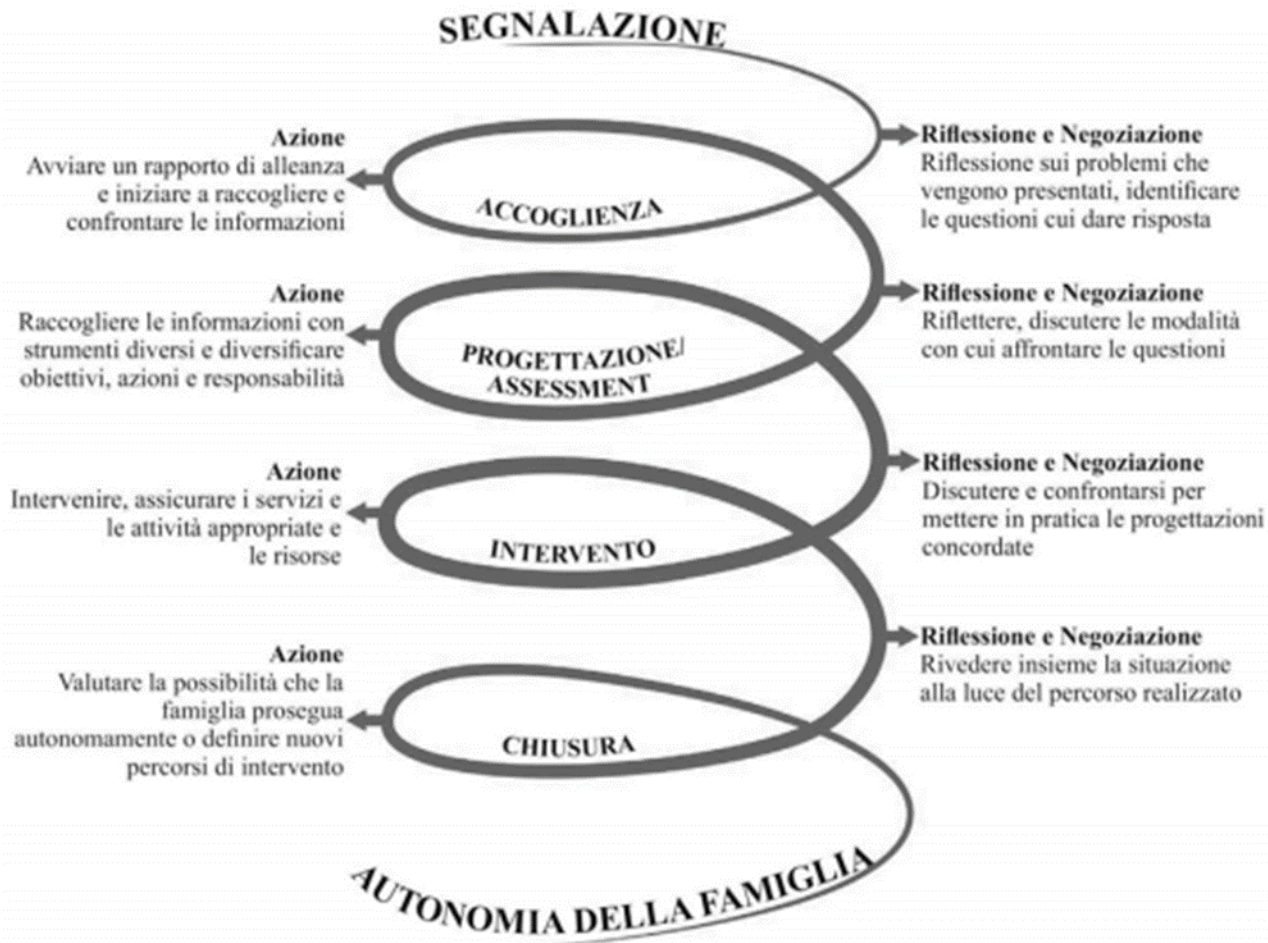 SEGNALAZIONE
Azione
Avviare un rapporto di alleanza
e iniziare a raccogliere e
confrontare le informazioni
ACCOGLIENZA
Riflessione e Negoziazione
Riflessione sui problemi che
vengono presentati, identificare
le questioni cui dare risposta
Azione
Raccogliere le informazioni con
strumenti diversi e diversificare
obiettivi, azioni e responsabilità
PROGETTAZIONE/
ASSESSMENT
Riflessione e Negoziazione
Riflettere, discutere le modalità
con cui affrontare le questioni
Azione
Intervenire, assicurare i servizi e
le attività appropriate e
le risorse
INTERVENTO
Riflessione e Negoziazione
Discutere e confrontarsi per
mettere in pratica le progettazioni
concordate
Azione
Valutare la possibilità che la
famiglia prosegua
autonomamente o definire nuovi
percorsi di intervento
CHIUSURA
Riflessione e Negoziazione
Rivedere insieme la situazione
alla luce del percorso realizzato
AUTONOMIA DELLA FAMIGLIA